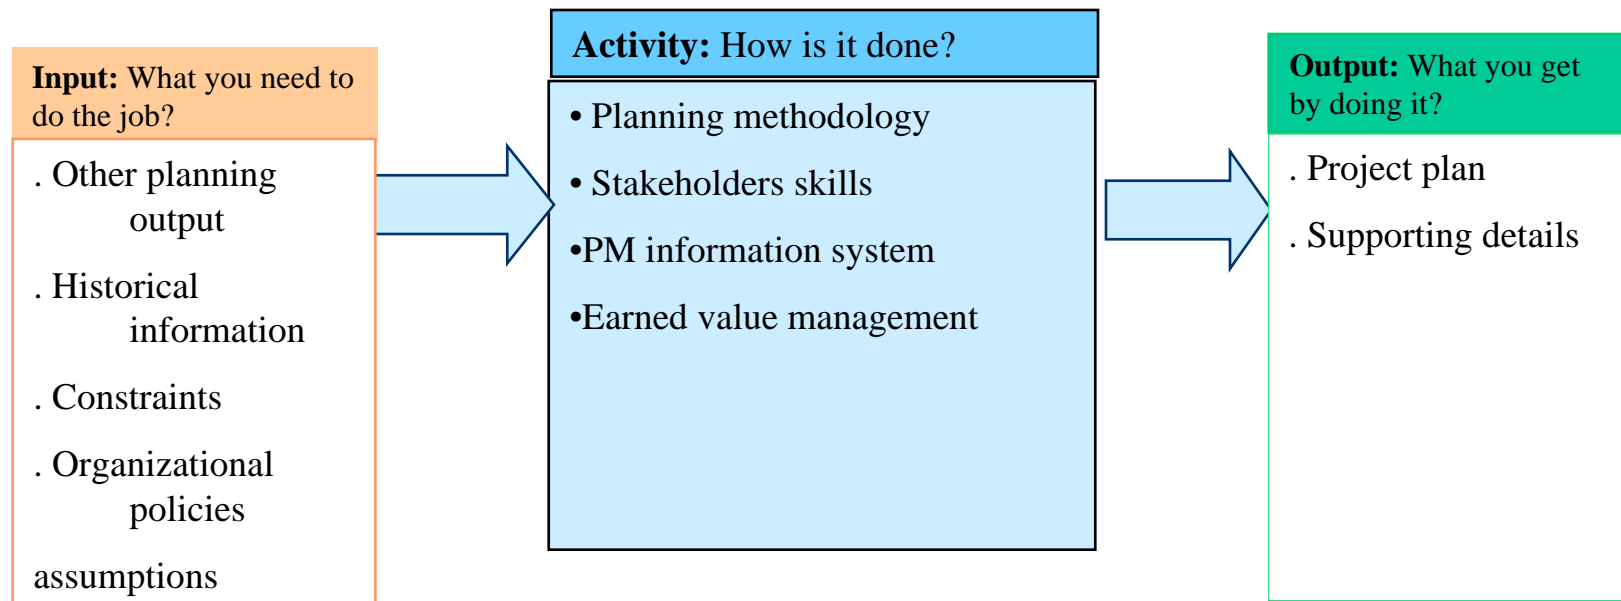 Input: What you need to
do the job?
. Other planning
output
. Historical
information
. Constraints
. Organizational
policies
assumptions
Activity: How is it done?
• Planning methodology
• Stakeholders skills
•PM information system
•Earned value management
Output: What you get
by doing it?
. Project plan
. Supporting details